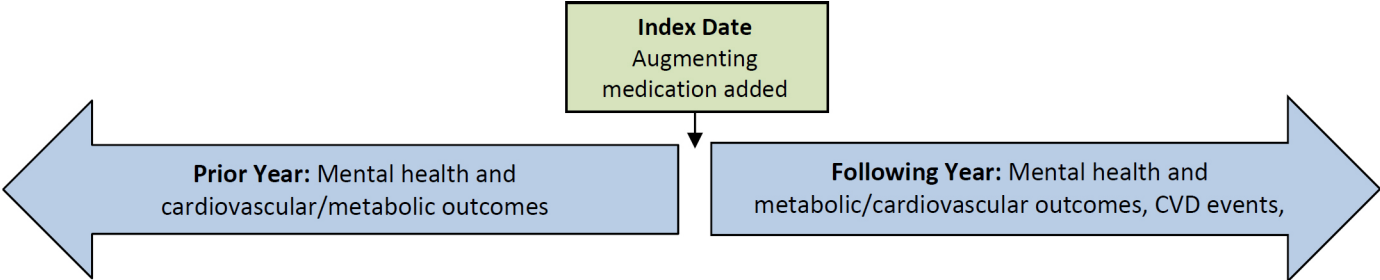 Index Date
Augmenting
medication added
Prior Year: Mental health and
cardiovascular/metabolic outcomes
Following Year: Mental health and
metabolic/cardiovascular outcomes, CVD events,